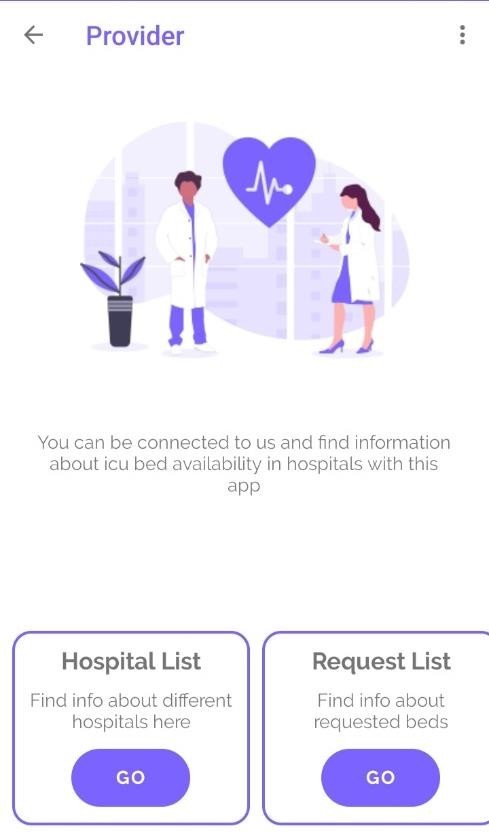 Provider
You can be connected to us and find information
about icu bed availability in hospitals with this
app
Hospital List
Find info about different
hospitals here
GO
Request List
Find info about
requested beds
GO